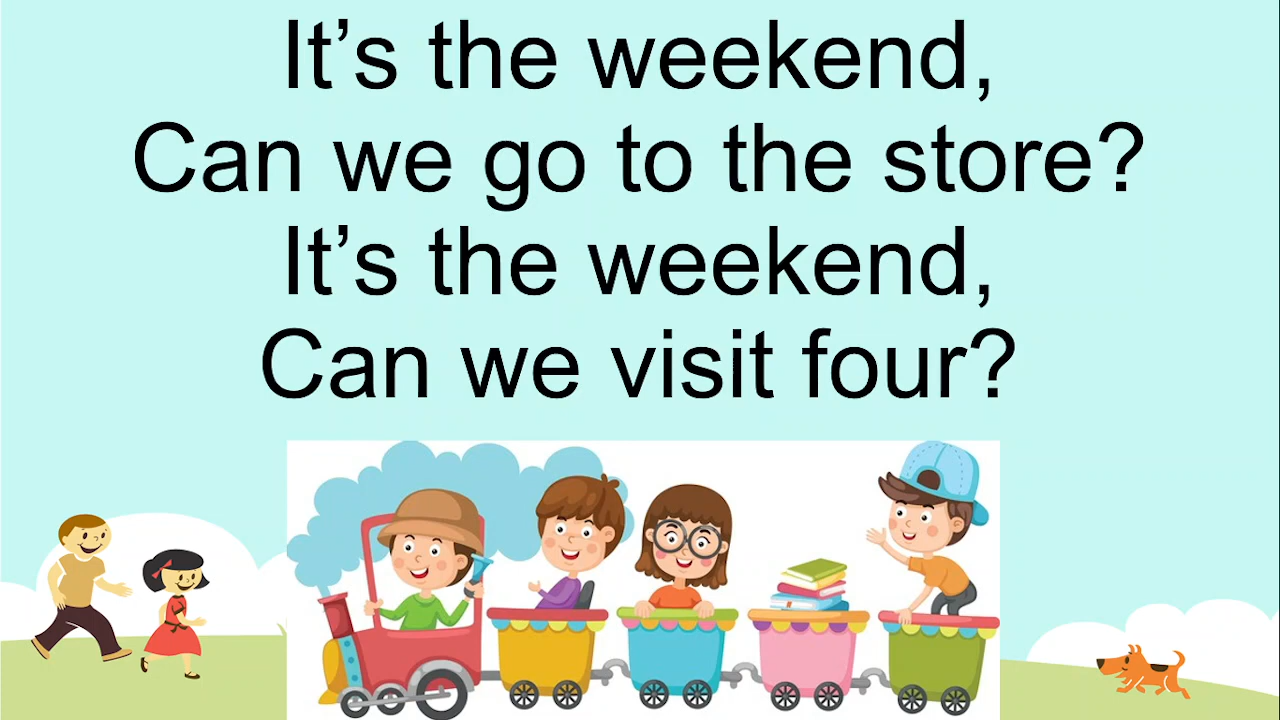 It’s the weekend,
Can we go to the store?
It’s the weekend,
Can we visit four?